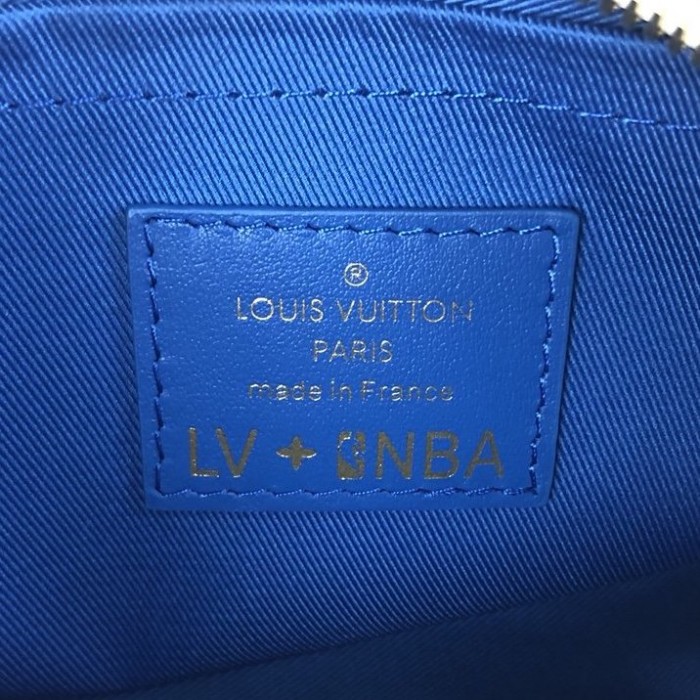 ®
LOUIS VUITTON
PARIS
made in France
LV + NBA